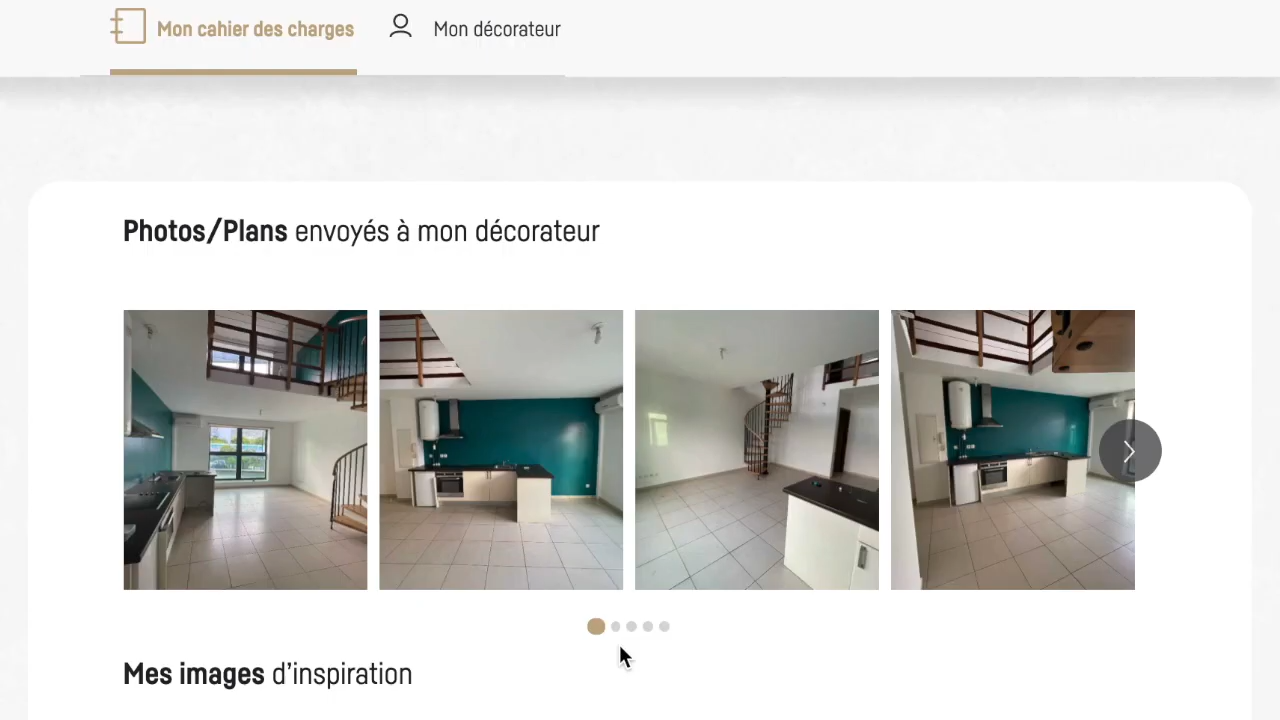 Mon cahier des charges
Mon décorateur
Photos/Plans envoyés à mon décorateur
Mes images d'inspiration